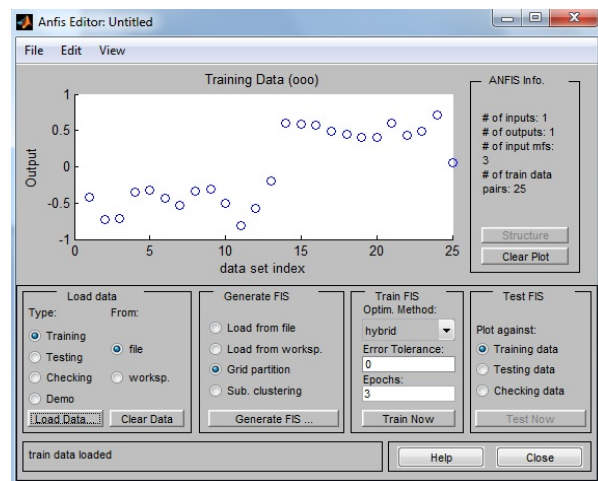 Anfis Editor: Untitled
File Edit View
Training Data (ooo)
1
0.5
0
-0.5
-1
Output
0 5 10 15 20 25
data set index
ANFIS Info.
# of inputs: 1
# of outputs: 1
# of input mfs:
3
# of train data
pairs: 25
Structure
Clear Plot
Load data
Type: From:
Training
Testing
Checking
Demo
file
worksp.
Load Data... Clear Data
Generate FIS
Load from file
Load from worksp.
Grid partition
Sub. clustering
Generate FIS ...
Train FIS
Optim. Method:
hybrid
Error Tolerance:
0
Epochs:
3
Train Now
Test FIS
Plot against:
Training data
Testing data
Checking data
Test Now
train data loaded
Help Close